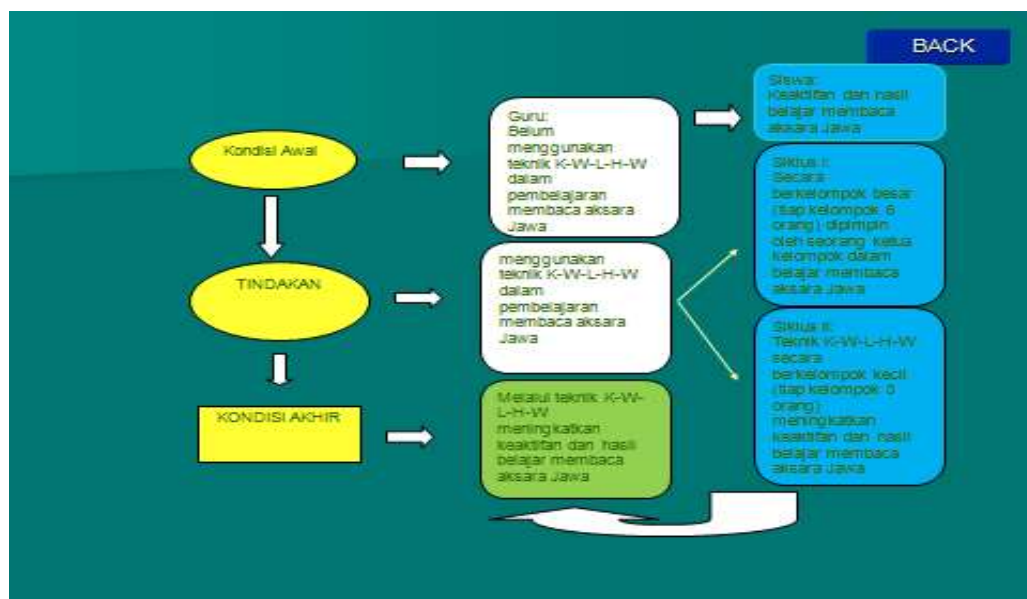 BACK
Kondisi Awal
Guru:
Belum
menggunakan
teknik K-W-L-H-W
dalam
pembelajaran
membaca aksara
Jawa
Siswa:
Keaktifan dan hasil
belajar membaca
aksara Jawa
TINDAKAN
menggunakan
teknik K-W-L-H-W
dalam
pembelajaran
membaca aksara
Jawa
Siklus I:
Secara
berkelompok besar
(tiap kelompok 6
orang) dipimpin
oleh seorang ketua
kelompok dalam
belajar membaca
aksara Jawa
Siklus II:
Teknik K-W-L-H-W
secara
berkelompok kecil
(tiap kelompok
orang)
meningkatkan
keaktifan dan hasil
belajar membaca
aksara Jawa
KONDISI AKHIR
Melalui teknik K-W-
L-H-W
meningkatkan
keaktifan dan hasil
belajar membaca
aksara Jawa